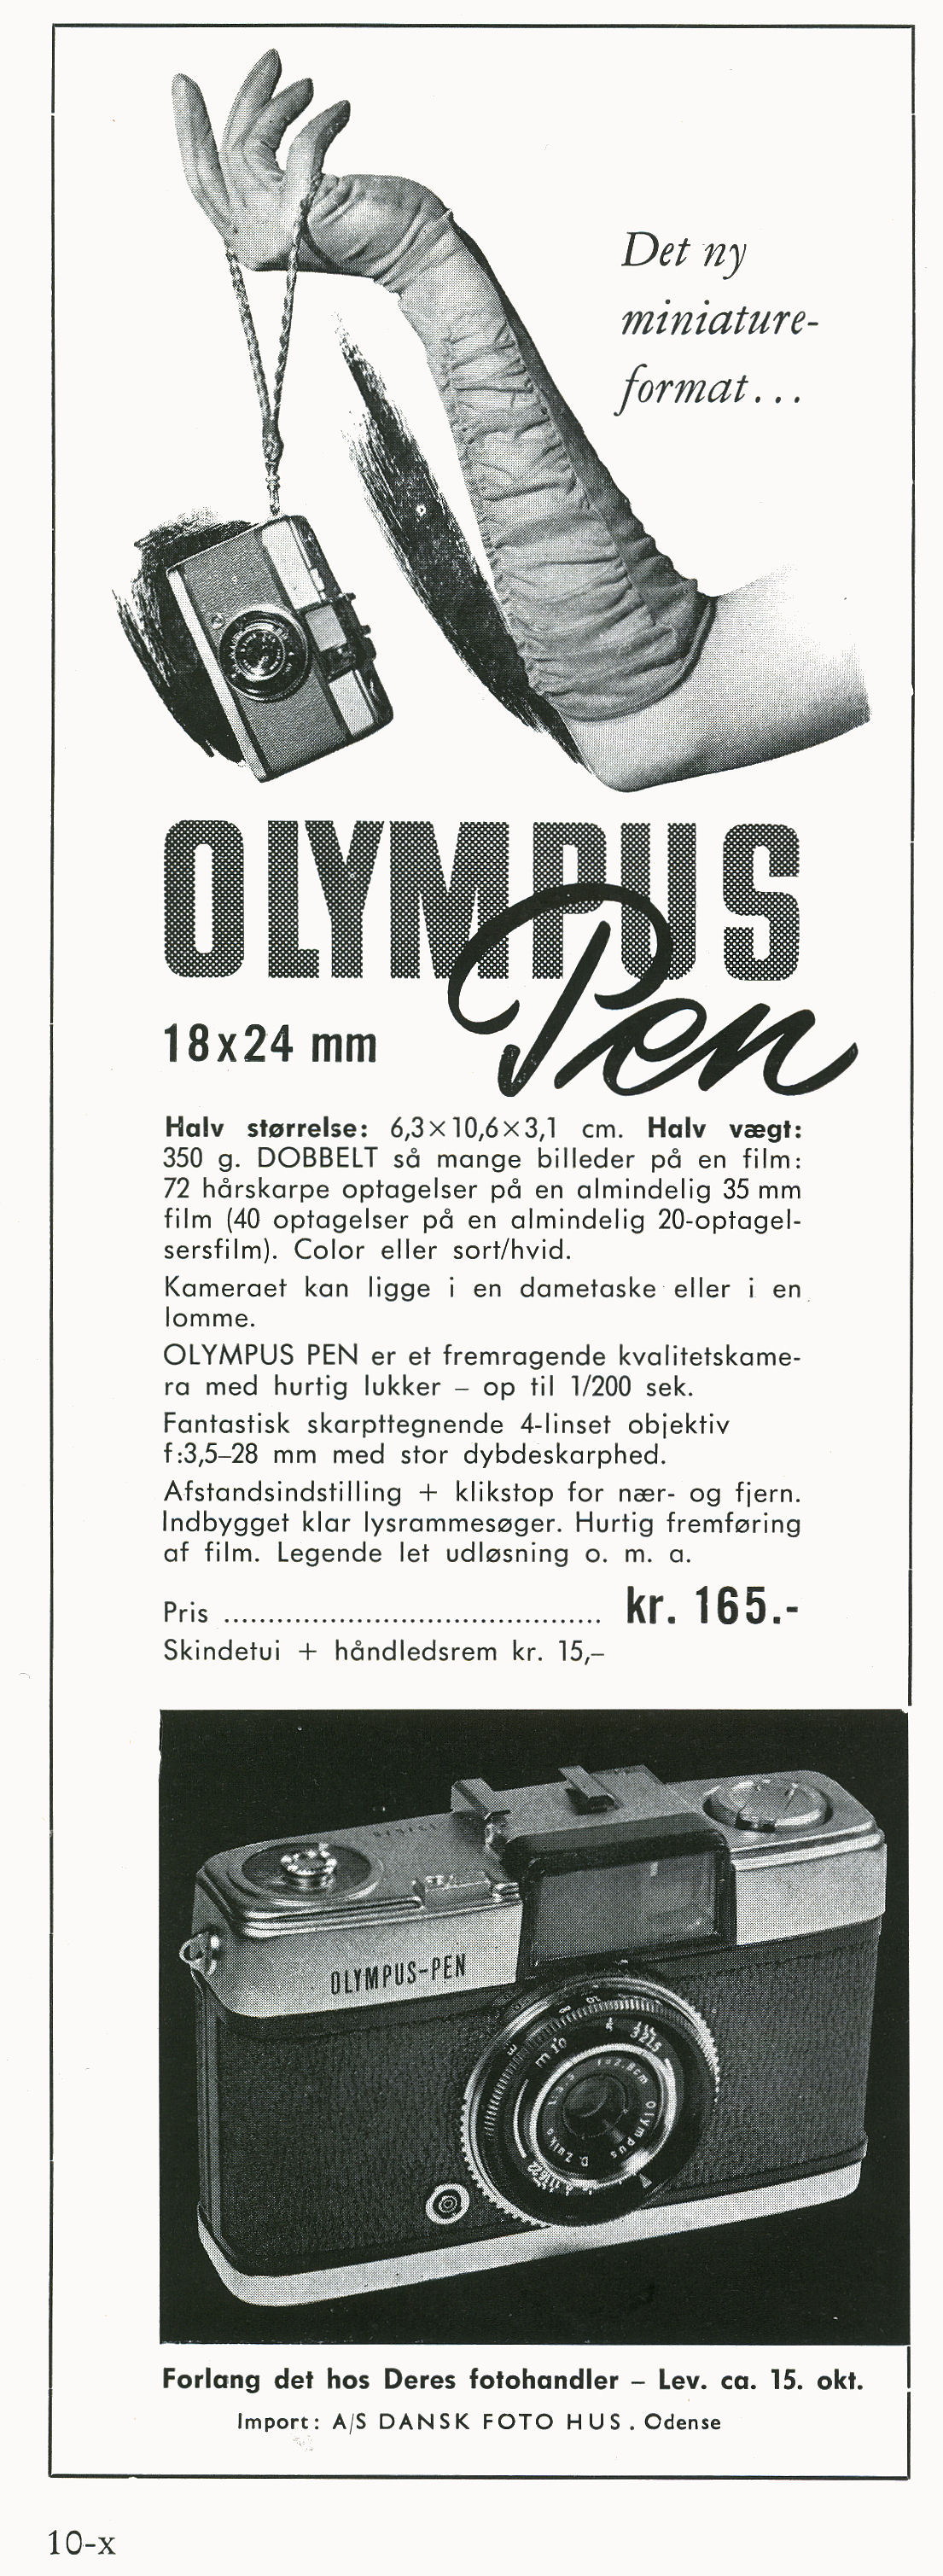 Det ny
miniature-
format...
OLYMPUS
Pen
18x24 mm
Halv størrelse: 6,3×10,6×3,1 cm. Halv vægt:
350 g. DOBBELT så mange billeder på en film:
72 hårskarpe optagelser på en almindelig 35 mm
film (40 optagelser på en almindelig 20-optagel-
sersfilm). Color eller sort/hvid.
Kameraet kan ligge i en dametaske eller i en
lomme.
OLYMPUS PEN er et fremragende kvalitetskame-
ra med hurtig lukker – op til 1/200 sek.
Fantastisk skarpttegnende 4-linset objektiv
f:3,5–28 mm med stor dybdeskarphed.
Afstandsindstilling + klikstop for nær- og fjern.
Indbygget klar lysrammesøger. Hurtig fremføring
af film. Legende let udløsning o. m. a.
Pris ........................................... kr. 165.-
Skindetui + håndledsrem kr. 15,–
OLYMPUS-PEN
Olympus D. Zuiko f=2.8cm
Forlang det hos Deres fotohandler – Lev. ca. 15. okt.
Import: A/S DANSK FOTO HUS. Odense
10-x